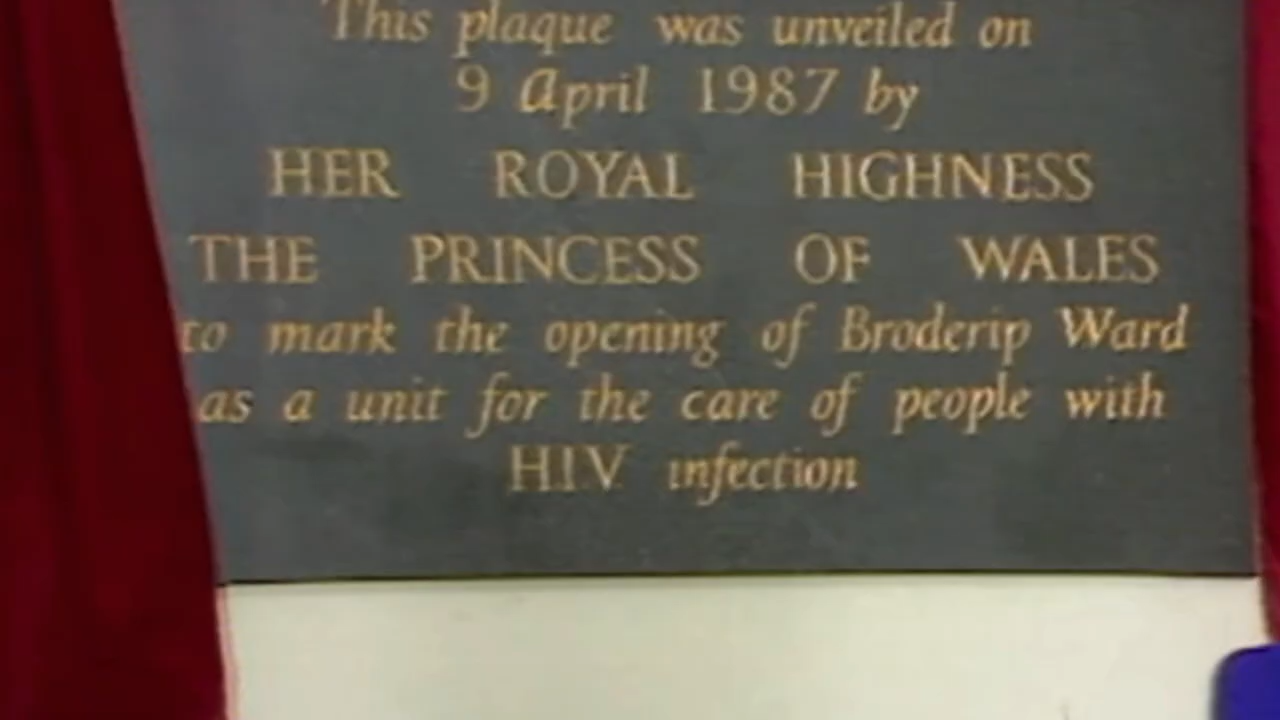 This plaque was unveiled on
9 April 1987 by
HER ROYAL HIGHNESS
THE PRINCESS OF WALES
to mark the opening of Broderip Ward
as a unit for the care of people with
H.I.V. infection